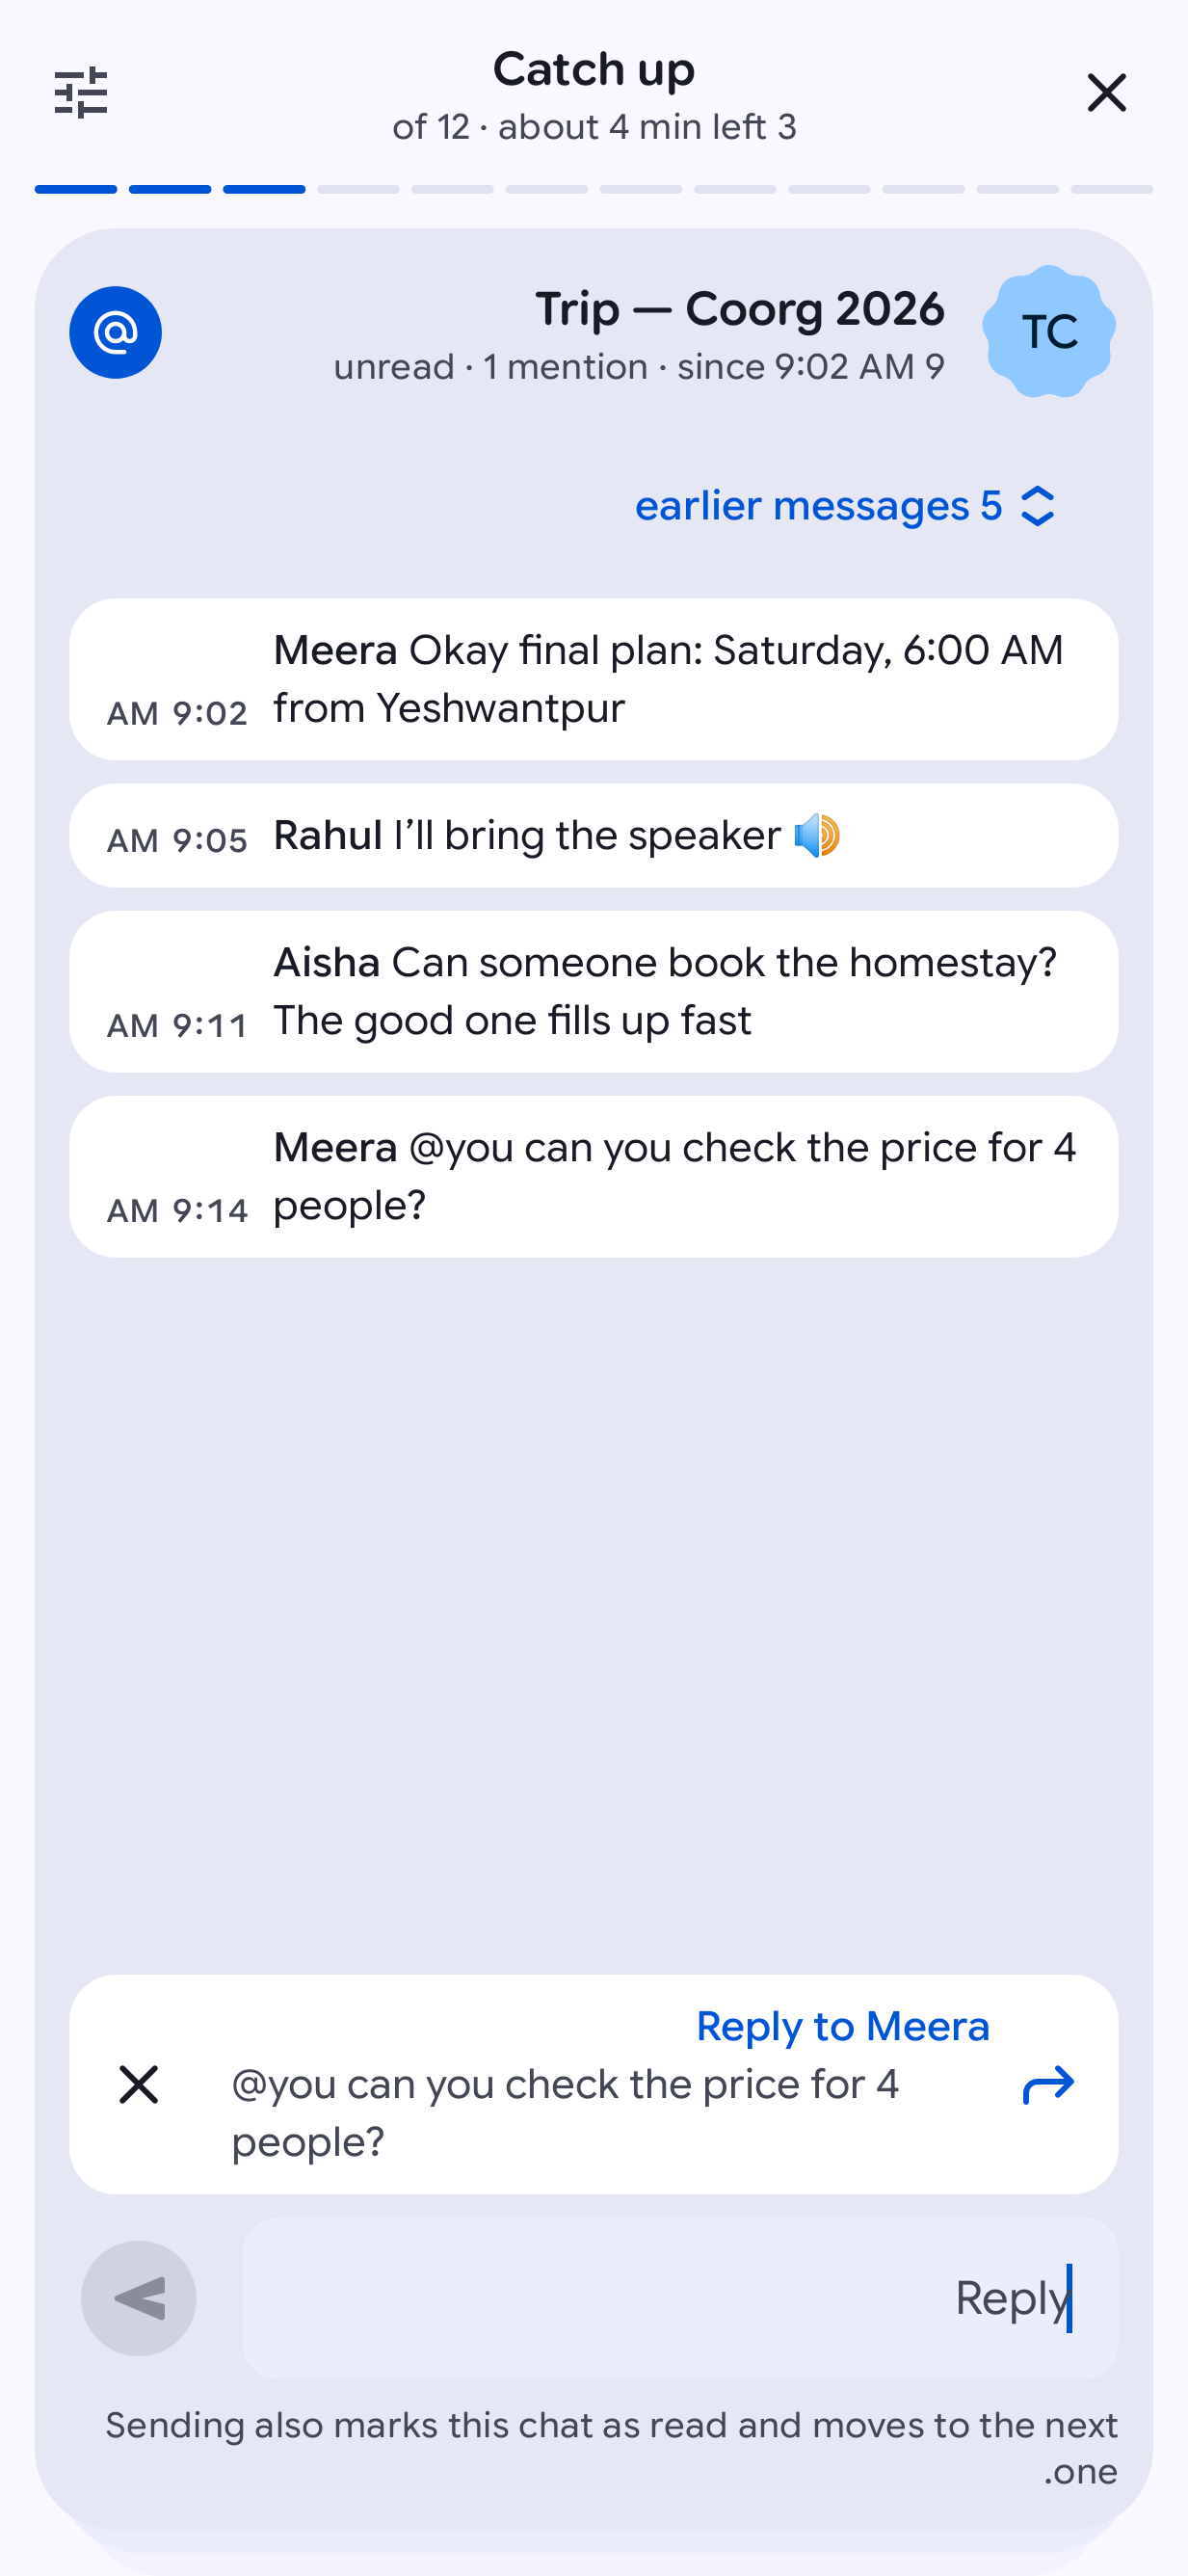 Catch up
of 12 · about 4 min left 3
Trip — Coorg 2026
unread · 1 mention · since 9:02 AM 9
TC
earlier messages 5
Meera Okay final plan: Saturday, 6:00 AM
from Yeshwantpur
AM 9:02
Rahul I’ll bring the speaker 🔊
AM 9:05
Aisha Can someone book the homestay?
The good one fills up fast
AM 9:11
Meera @you can you check the price for 4
people?
AM 9:14
Reply to Meera
@you can you check the price for 4
people?
Reply
Sending also marks this chat as read and moves to the next
.one